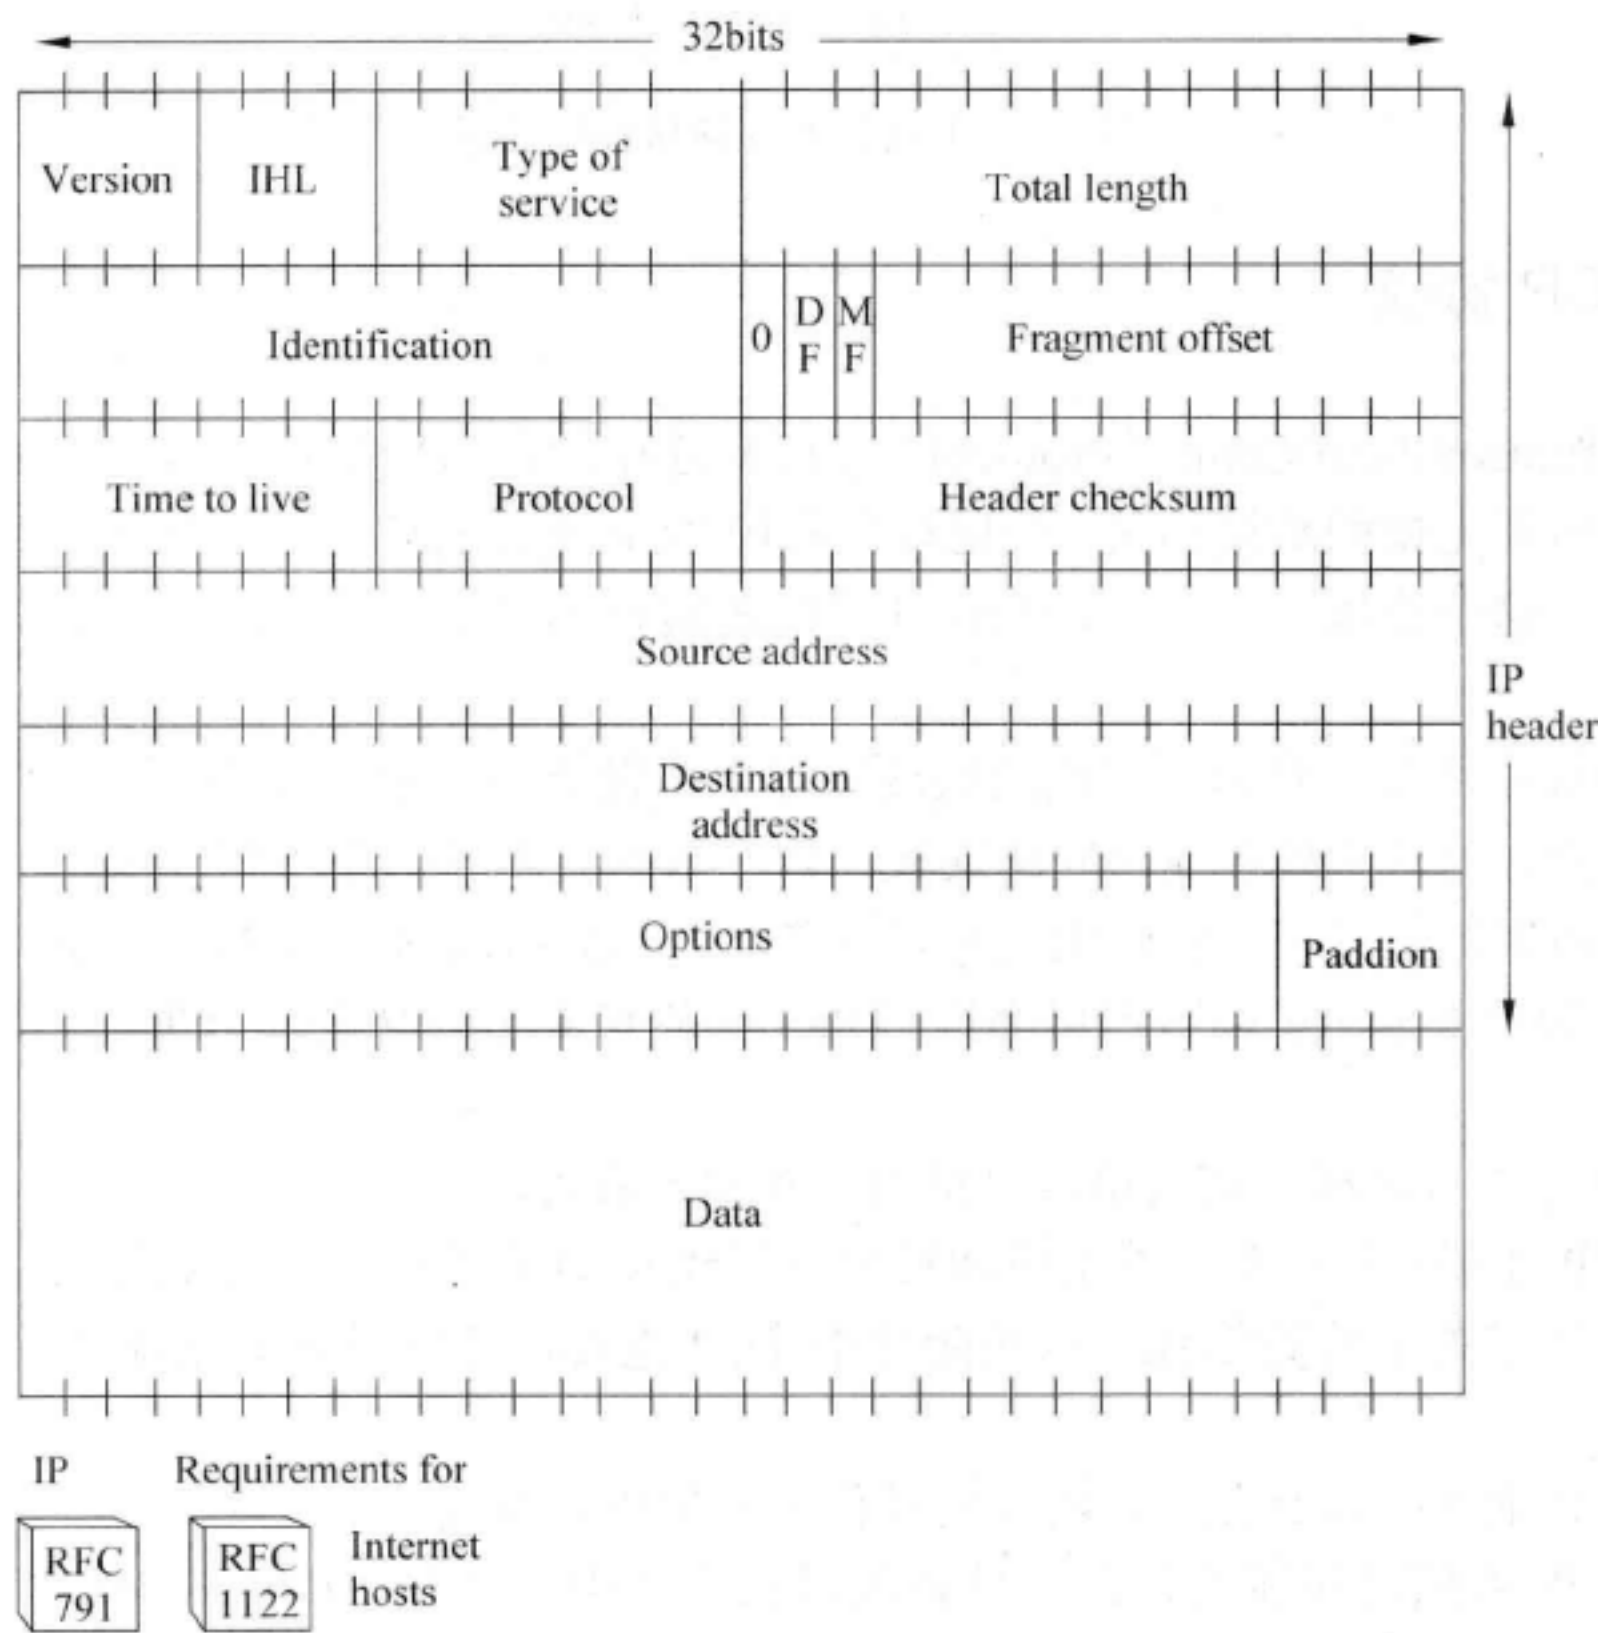 32bits
Version
IHL
Type of
service
Total length
Identification
0
D
F
M
F
Fragment offset
Time to live
Protocol
Header checksum
Source address
IP
header
Destination
address
Options
Paddion
Data
IP
Requirements for
RFC
791
RFC
1122
Internet
hosts